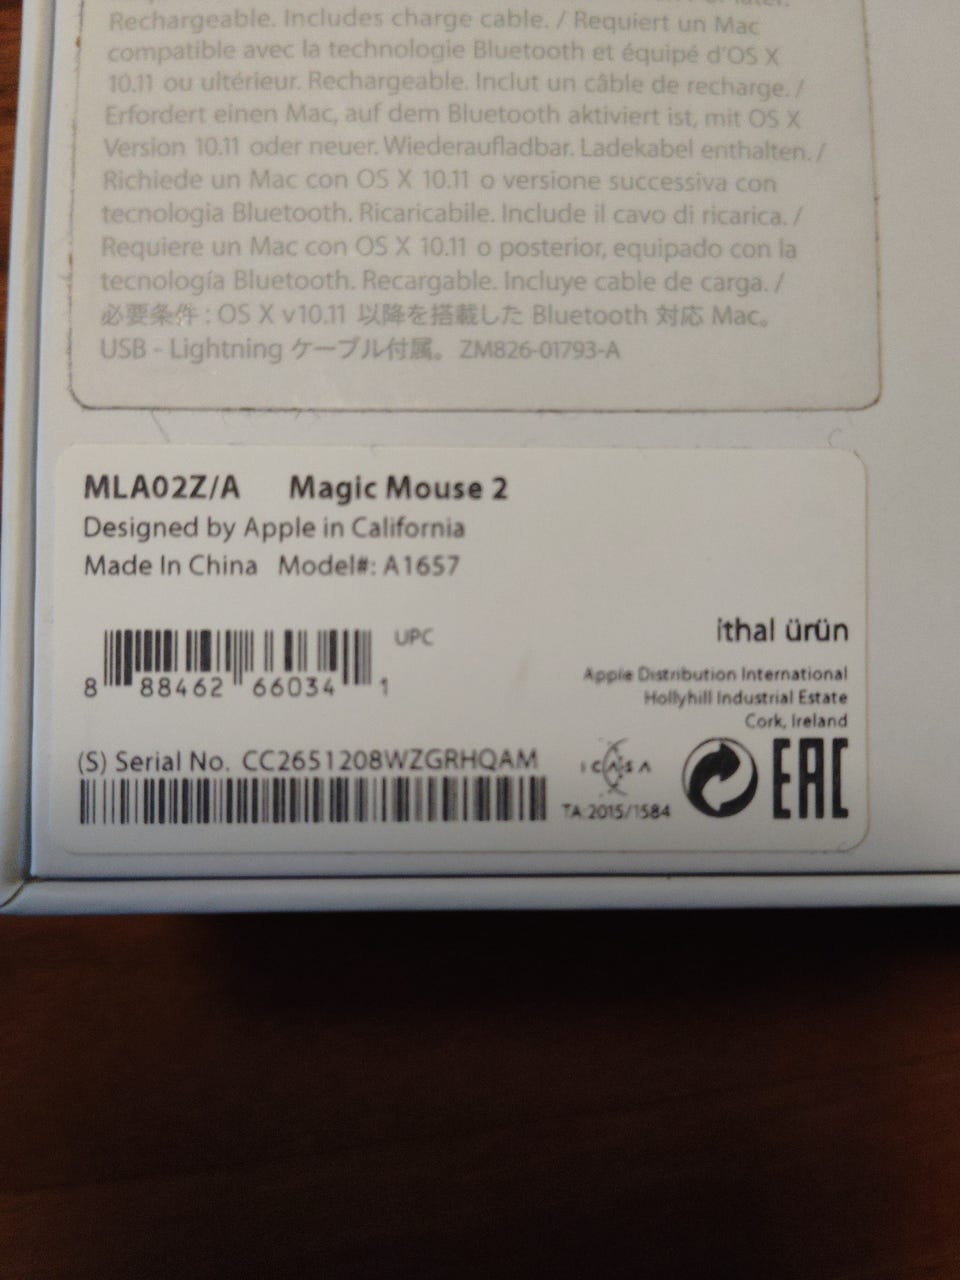 Rechargeable. Includes charge cable. / Requiert un Mac
compatible avec la technologie Bluetooth et équipé d'OS X
10.11 ou ultérieur. Rechargeable. Inclut un câble de recharge. /
Erfordert einen Mac, auf dem Bluetooth aktiviert ist, mit OS X
Version 10.11 oder neuer. Wiederaufladbar. Ladekabel enthalten. /
Richiede un Mac con OS X 10.11 o versione successiva con
tecnologia Bluetooth. Ricaricabile. Include il cavo di ricarica. /
Requiere un Mac con OS X 10.11 o posterior, equipado con la
tecnología Bluetooth. Recargable. Incluye cable de carga. /
必要条件 : OS X v10.11 以降を搭載した Bluetooth 対応 Mac。
USB - Lightning ケーブル付属。 ZM826-01793-A
MLA02Z/A Magic Mouse 2
Designed by Apple in California
Made In China Model#: A1657
UPC
8 88462 66034 1
ithal ürün
Apple Distribution International
Hollyhill Industrial Estate
Cork, Ireland
(S) Serial No. CC2651208WZGRHQAM
ICASA
TA 2015/1584
EAC